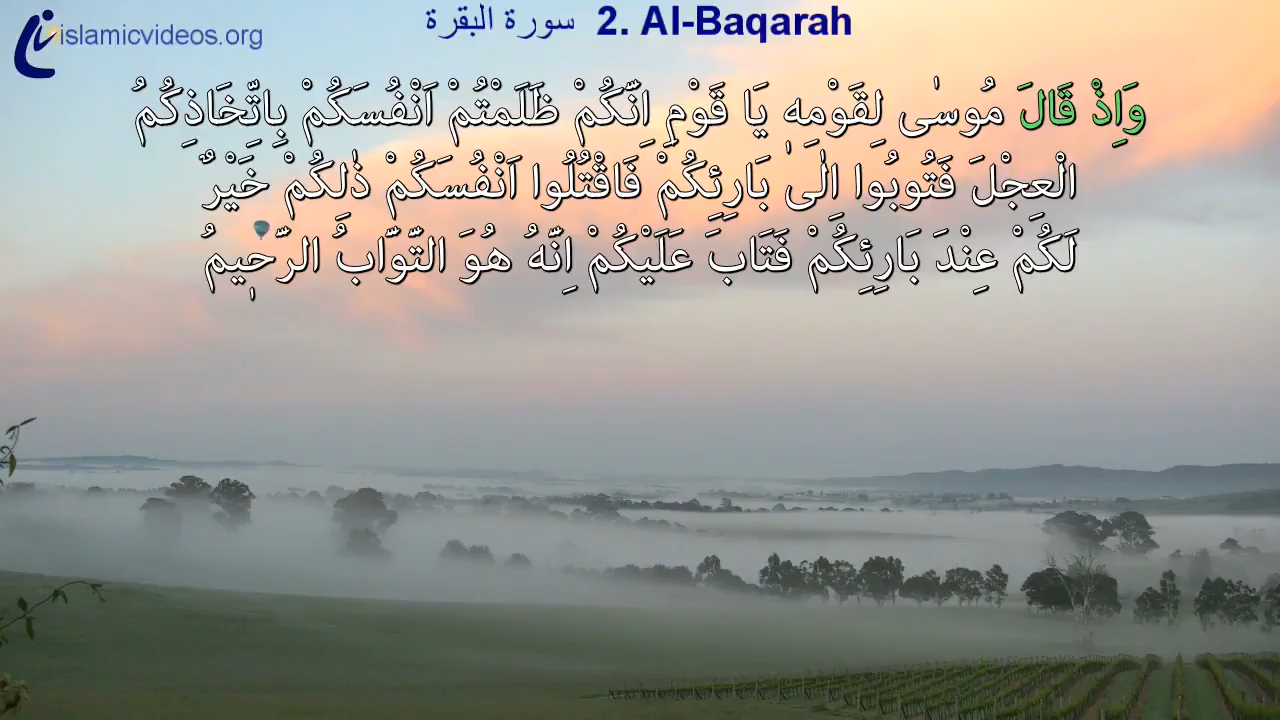 islamicvideos.org
سورة البقرة 2. Al-Baqarah
وَاِذْ قَالَ مُوسٰى لِقَوْمِه۪ يَا قَوْمِ اِنَّكُمْ ظَلَمْتُمْ اَنْفُسَكُمْ بِاتِّخَاذِكُمُ
الْعِجْلَ فَتُوبُوا اِلٰى بَارِئِكُمْ فَاقْتُلُوا اَنْفُسَكُمْ ذٰلِكُمْ خَيْرٌ
لَكُمْ عِنْدَ بَارِئِكُمْ فَتَابَ عَلَيْكُمْ اِنَّهُ هُوَ التَّوَّابُ الرَّح۪يمُ